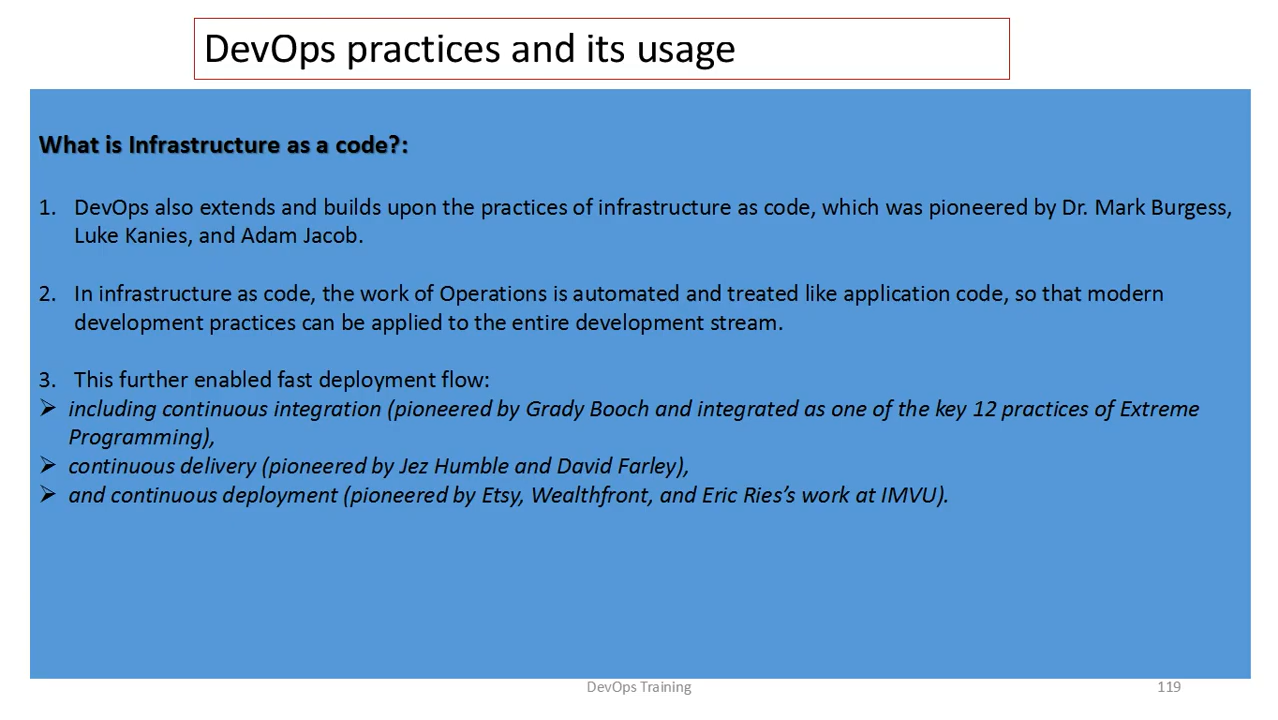 DevOps practices and its usage
What is Infrastructure as a code?:
1. DevOps also extends and builds upon the practices of infrastructure as code, which was pioneered by Dr. Mark Burgess,
Luke Kanies, and Adam Jacob.
2. In infrastructure as code, the work of Operations is automated and treated like application code, so that modern
development practices can be applied to the entire development stream.
3. This further enabled fast deployment flow:
➢ including continuous integration (pioneered by Grady Booch and integrated as one of the key 12 practices of Extreme
Programming),
➢ continuous delivery (pioneered by Jez Humble and David Farley),
➢ and continuous deployment (pioneered by Etsy, Wealthfront, and Eric Ries’s work at IMVU).
DevOps Training
119